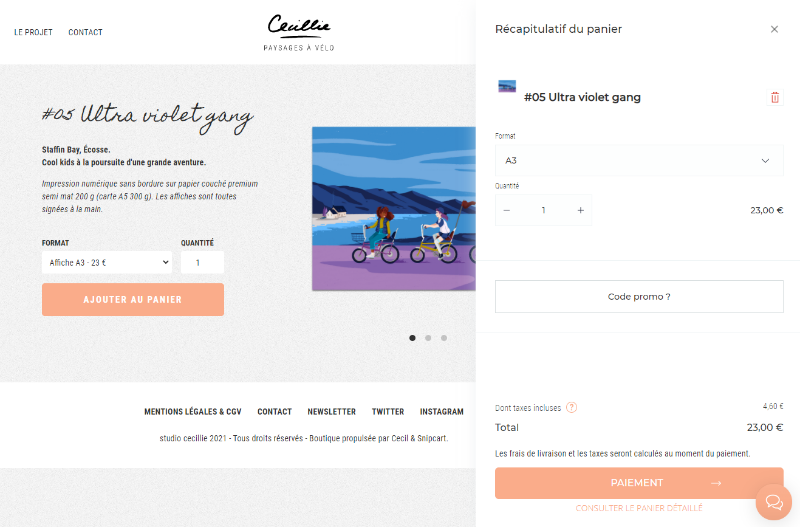 LE PROJET
CONTACT
Cecillie
PAYSAGES À VÉLO
#05 Ultra violet gang
Staffin Bay, Écosse.
Cool kids à la poursuite d'une grande aventure.
Impression numérique sans bordure sur papier couché premium
semi mat 200 g (carte A5 300 g). Les affiches sont toutes
signées à la main.
FORMAT
QUANTITÉ
Affiche A3 - 23 €
1
AJOUTER AU PANIER
MENTIONS LÉGALES & CGV
CONTACT
NEWSLETTER
TWITTER
INSTAGRAM
studio cecillie 2021 - Tous droits réservés - Boutique propulsée par Cecil & Snipcart.
Récapitulatif du panier
#05 Ultra violet gang
Format
A3
Quantité
1
23,00 €
Code promo ?
Dont taxes incluses ?
4,60 €
Total
23,00 €
Les frais de livraison et les taxes seront calculés au moment du paiement.
PAIEMENT
CONSULTER LE PANIER DÉTAILLÉ